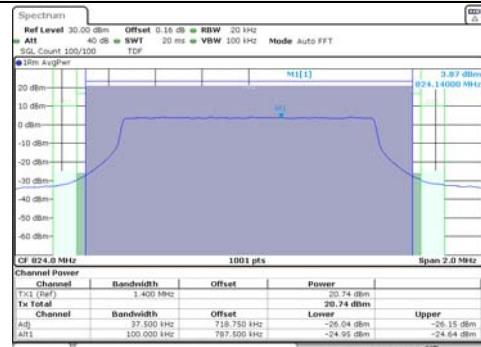 Spectrum
Ref Level 30.00 dBm Offset 0.16 dB RBW 20 kHz
Att 40 dB SWT 20 ms VBW 100 kHz Mode Auto FFT
SGL Count 100/100 TDF
1Rm AvgPwr
M1[1] 3.87 dBm
824.14000 MHz
20 dBm
M1
10 dBm
0 dBm
-10 dBm
-20 dBm
-30 dBm
-40 dBm
-50 dBm
-60 dBm
CF 824.0 MHz 1001 pts Span 2.0 MHz
Channel Power
Channel Bandwidth Offset Power
TX1 (Ref) 1.400 MHz 20.74 dBm
Tx Total 20.74 dBm
Channel Bandwidth Offset Lower Upper
Adj 37.500 kHz 718.750 kHz -26.04 dBm -26.15 dBm
Alt1 100.000 kHz 787.500 kHz -24.95 dBm -24.64 dBm